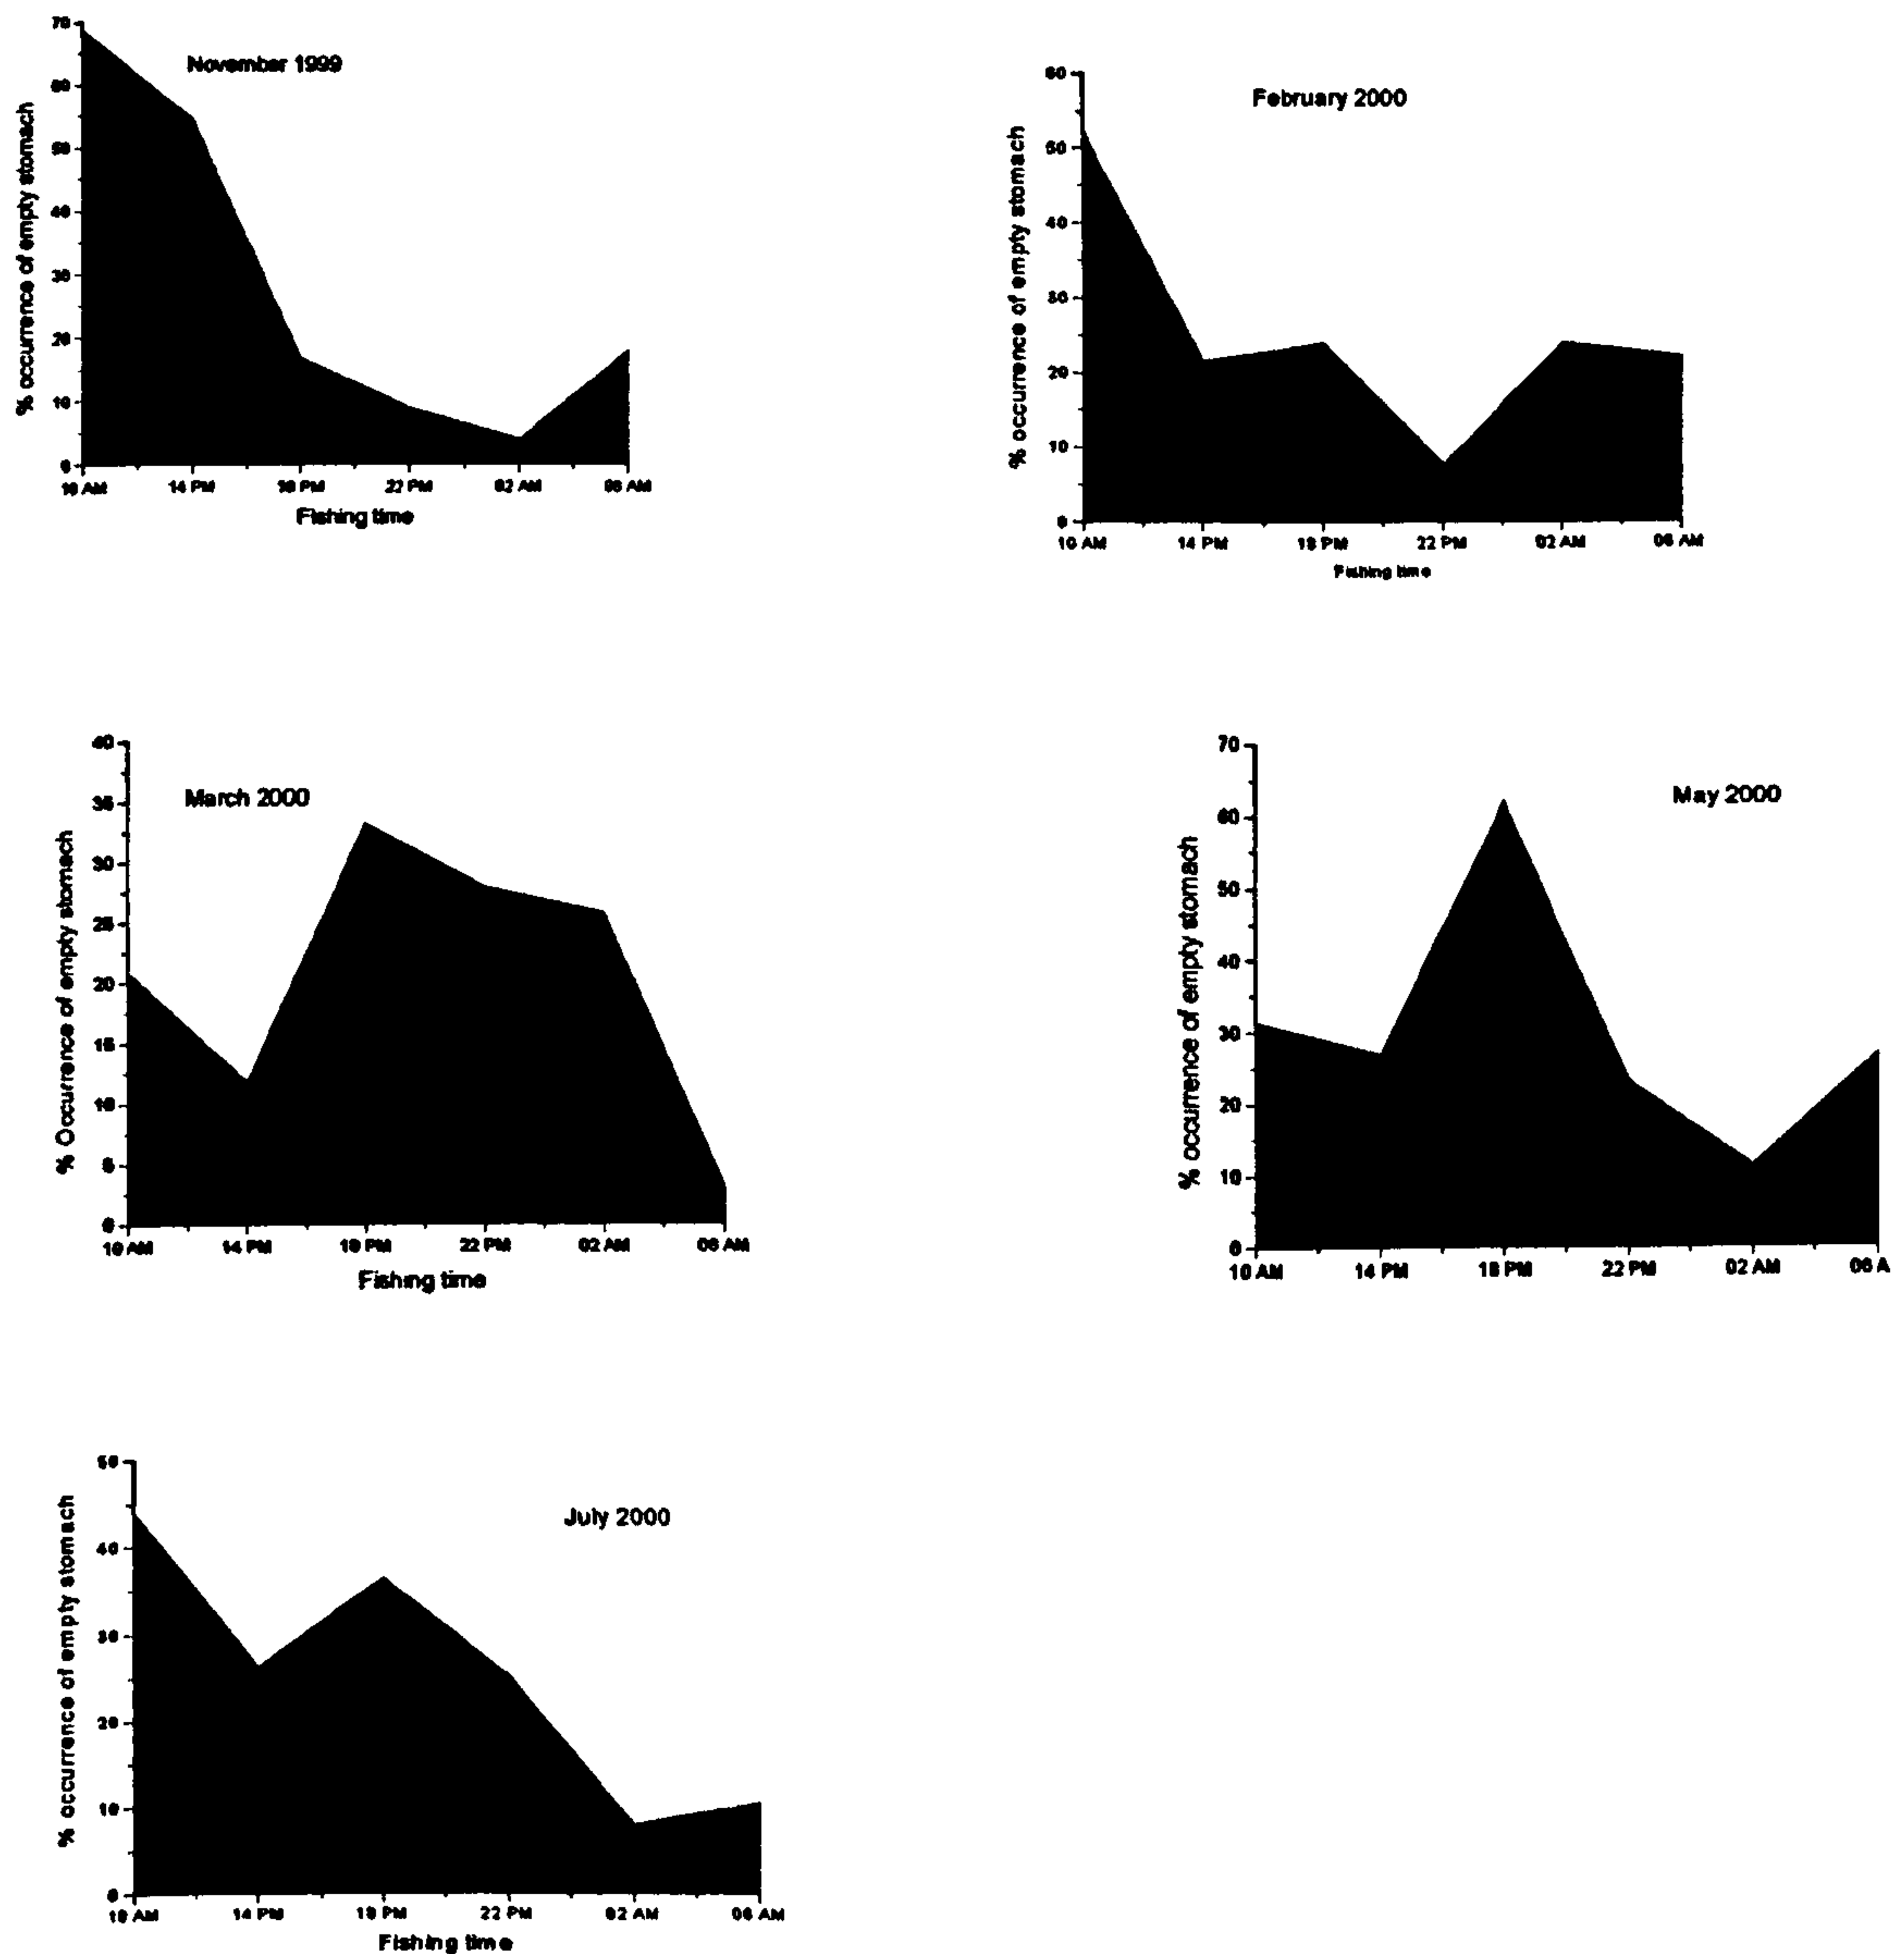 November 1999
% occurrence of empty stomach
70
60
50
40
30
20
10
0
10 AM 14 PM 18 PM 22 PM 02 AM 06 AM
Fishing time
February 2000
% occurrence of empty stomach
60
50
40
30
20
10
0
10 AM 14 PM 18 PM 22 PM 02 AM 06 AM
Fishing time
March 2000
% Occurrence of empty stomach
40
35
30
25
20
15
10
5
0
10 AM 14 PM 18 PM 22 PM 02 AM 06 AM
Fishing time
May 2000
% occurrence of empty stomach
70
60
50
40
30
20
10
0
10 AM 14 PM 18 PM 22 PM 02 AM 06 A
July 2000
% occurrence of empty stomach
50
40
30
20
10
0
10 AM 14 PM 18 PM 22 PM 02 AM 06 AM
Fishing time